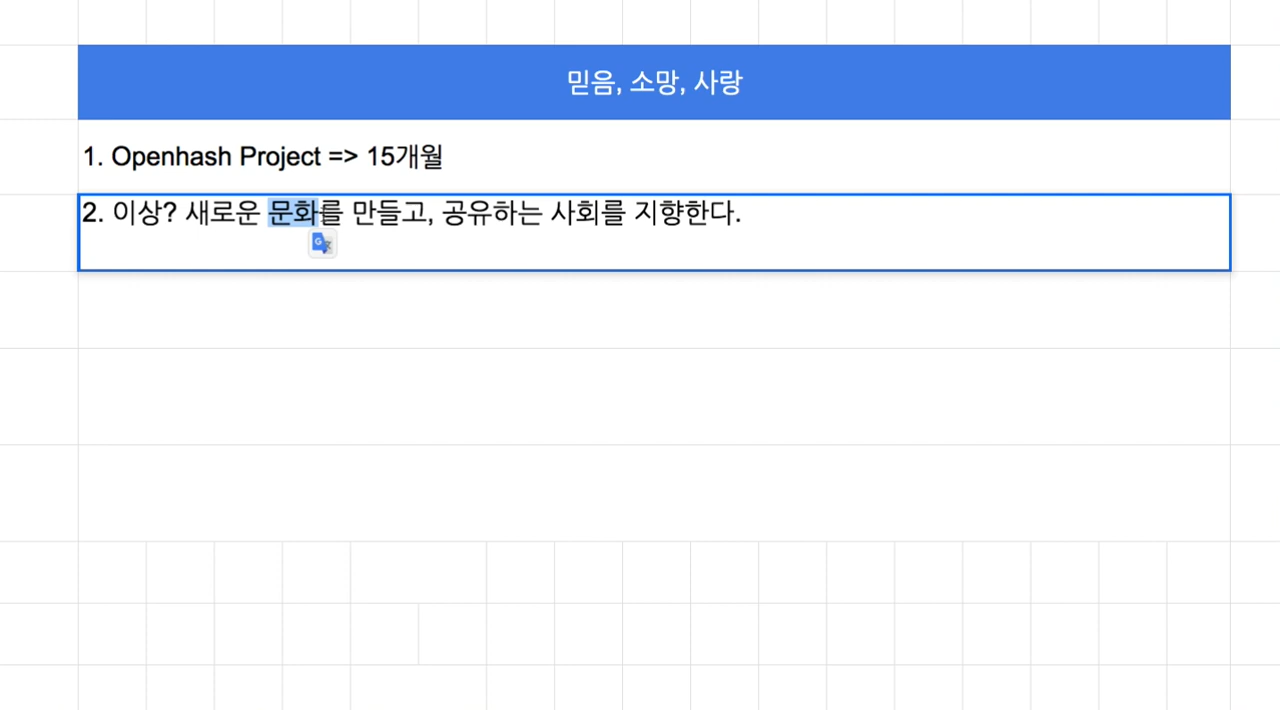 믿음, 소망, 사랑
1. Openhash Project => 15개월
2. 이상? 새로운 문화를 만들고, 공유하는 사회를 지향한다.